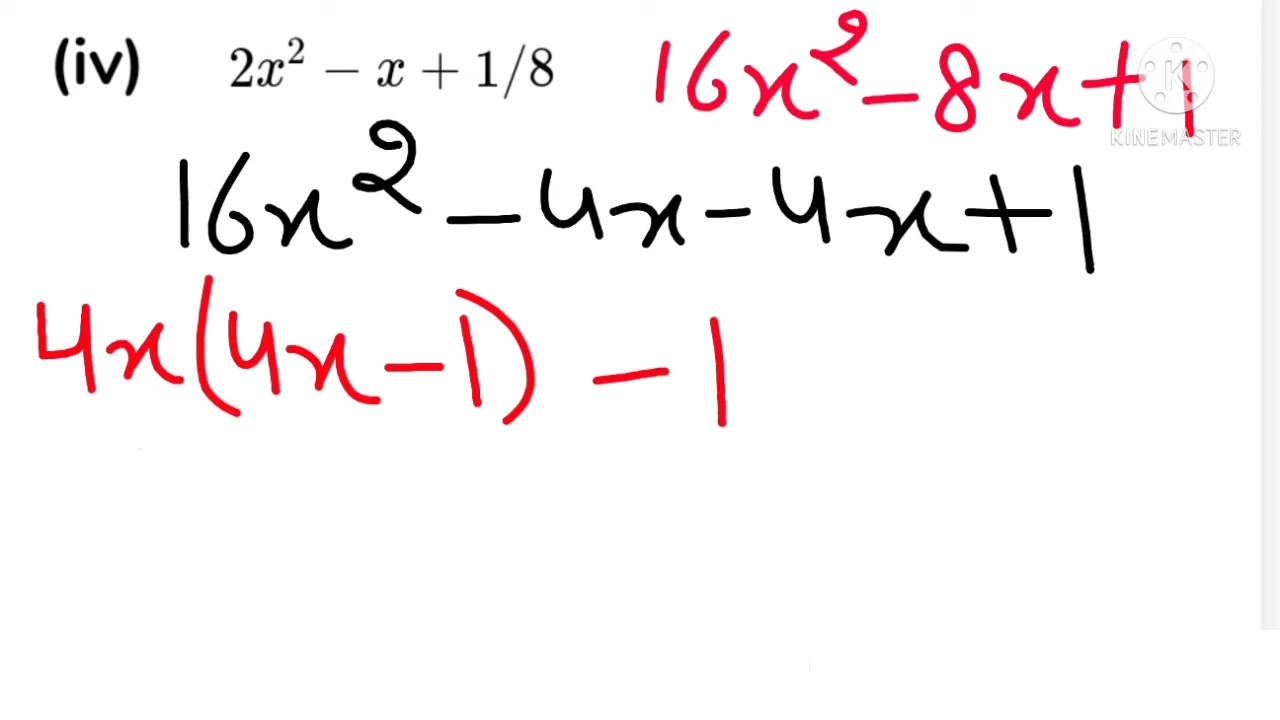 (iv) 2x² − x + 1/8 16x² − 8x + 1
KINEMASTER
16x² − 4x − 4x + 1
4x(4x − 1) − 1